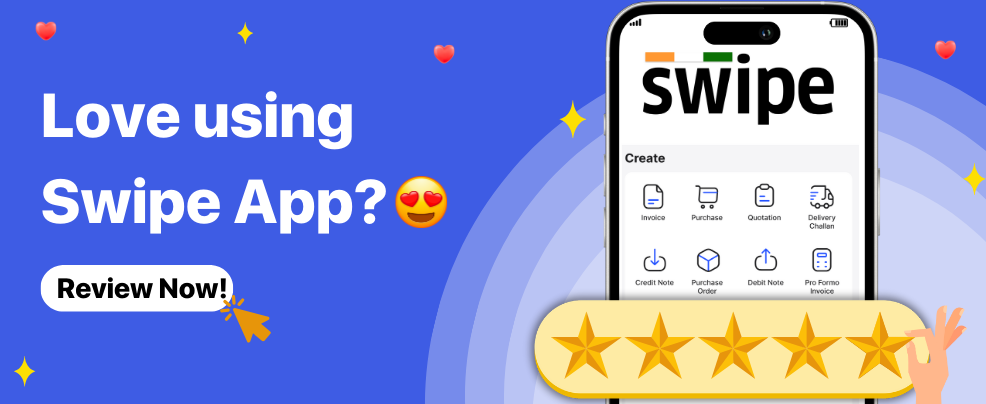 Love using
Swipe App?
Review Now!
swipe
Create
Invoice
Purchase
Quotation
Delivery
Challan
Credit Note
Purchase
Order
Debit Note
Pro Formo
Invoice